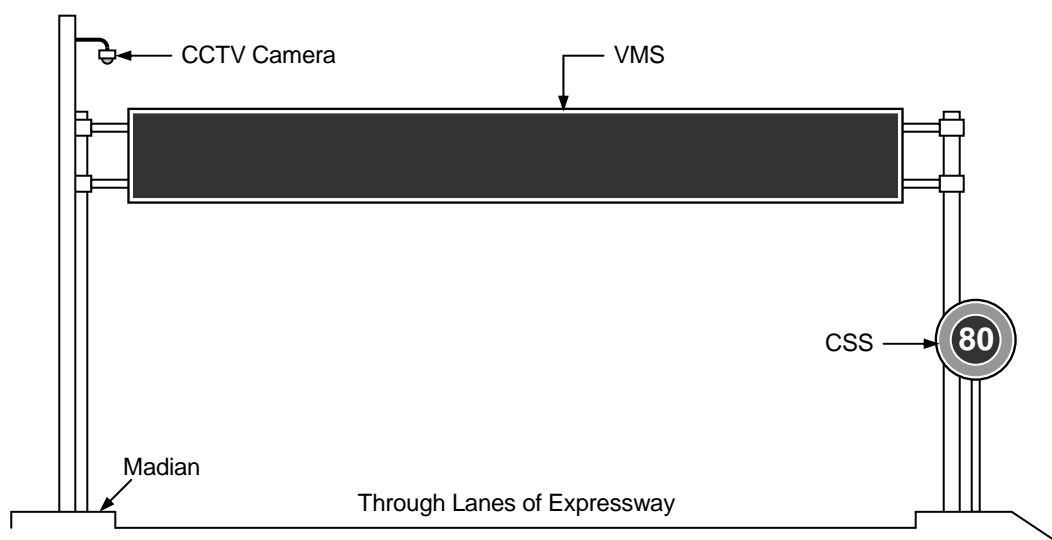 CCTV Camera
VMS
CSS
80
Madian
Through Lanes of Expressway